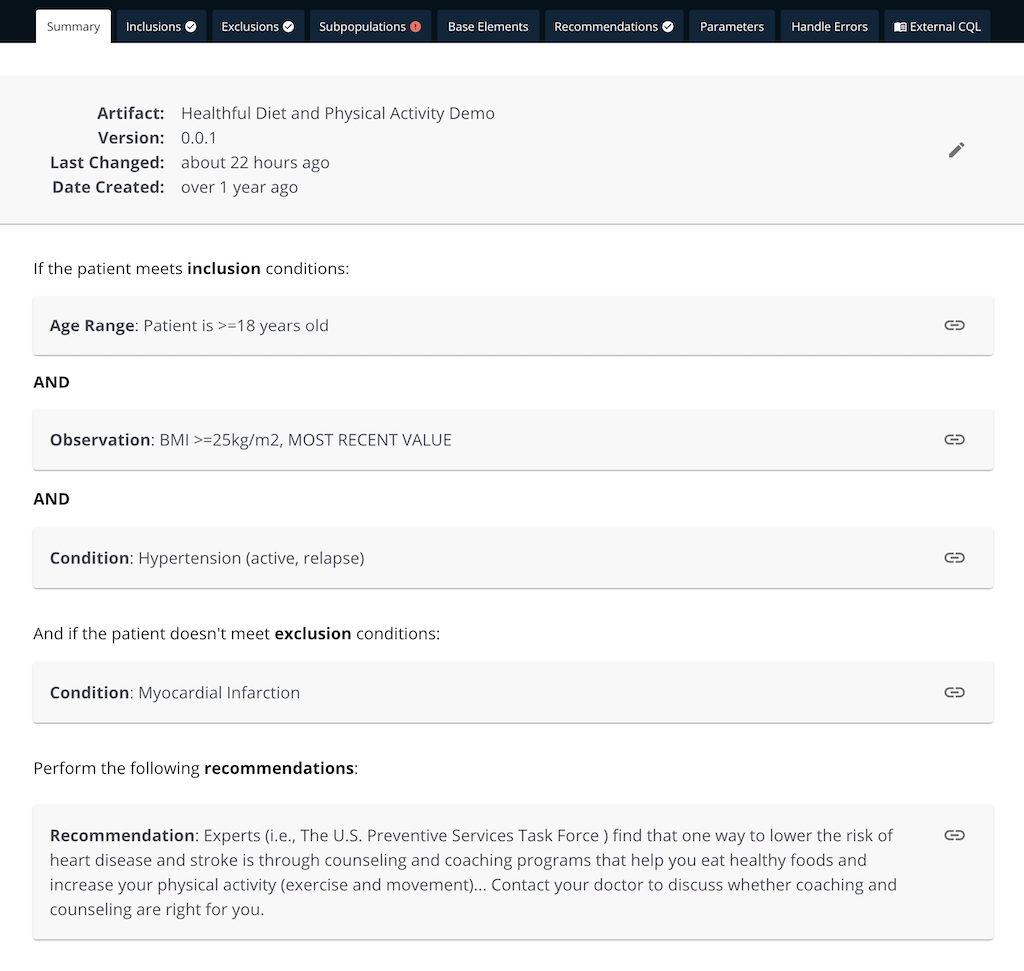 Summary Inclusions Exclusions Subpopulations Base Elements Recommendations Parameters Handle Errors External CQL
Artifact: Healthful Diet and Physical Activity Demo
Version: 0.0.1
Last Changed: about 22 hours ago
Date Created: over 1 year ago
If the patient meets inclusion conditions:
Age Range: Patient is >=18 years old
AND
Observation: BMI >=25kg/m2, MOST RECENT VALUE
AND
Condition: Hypertension (active, relapse)
And if the patient doesn't meet exclusion conditions:
Condition: Myocardial Infarction
Perform the following recommendations:
Recommendation: Experts (i.e., The U.S. Preventive Services Task Force ) find that one way to lower the risk of
heart disease and stroke is through counseling and coaching programs that help you eat healthy foods and
increase your physical activity (exercise and movement)... Contact your doctor to discuss whether coaching and
counseling are right for you.